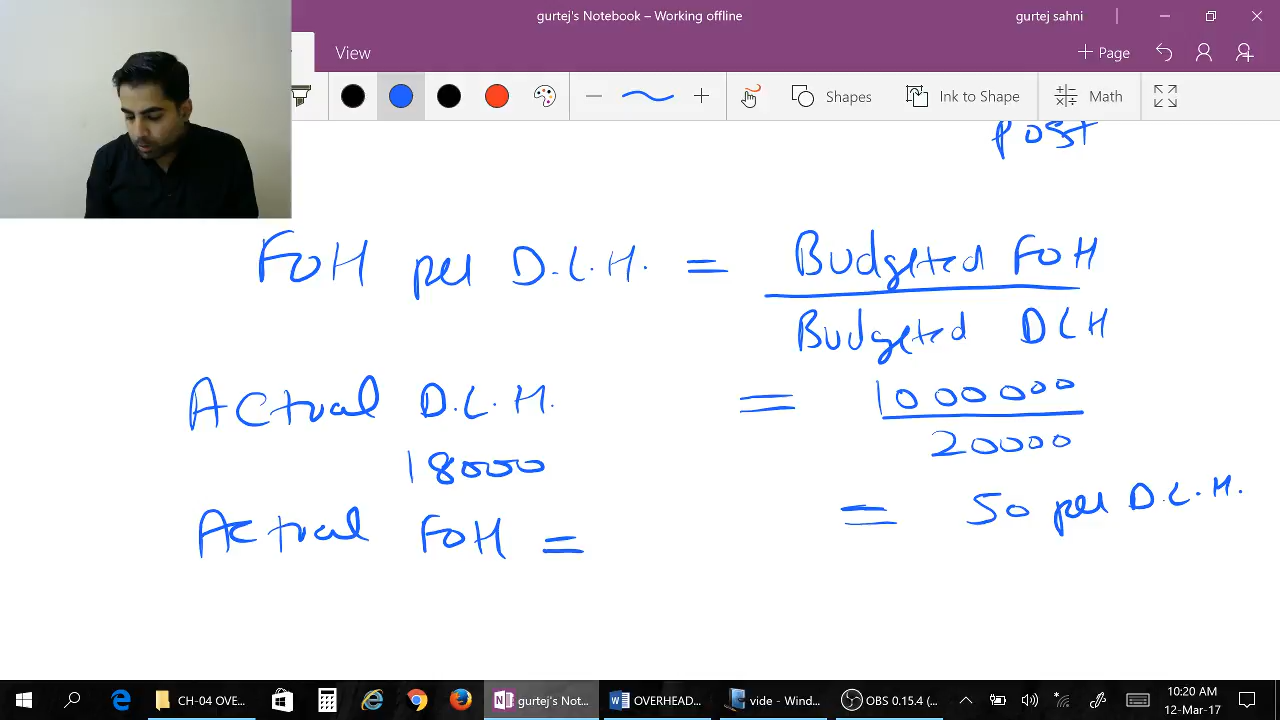 gurtej's Notebook – Working offline
gurtej sahni
View
Page
Shapes
Ink to Shape
Math
post
FOH per D.L.H. = Budgeted FOH
Budgeted DLH
Actual D.L.H. = 1000000
20000
18000
= 50 per D.L.H.
Actual FOH =
CH-04 OVE...
gurtej's Not...
OVERHEAD...
vide - Wind...
OBS 0.15.4 (...
10:20 AM
12-Mar-17